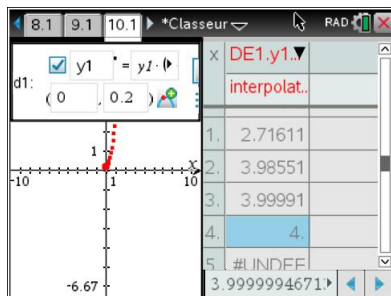 8.1 9.1 10.1 *Classeur RAD
y1 ' = y1·(
d1:
(0 , 0.2 )
1
x
-10 1 10
-6.67
x DE1.y1..
interpolat..
1. 2.71611
2. 3.98551
3. 3.99991
4. 4.
5. #UNDEF
3.9999994671